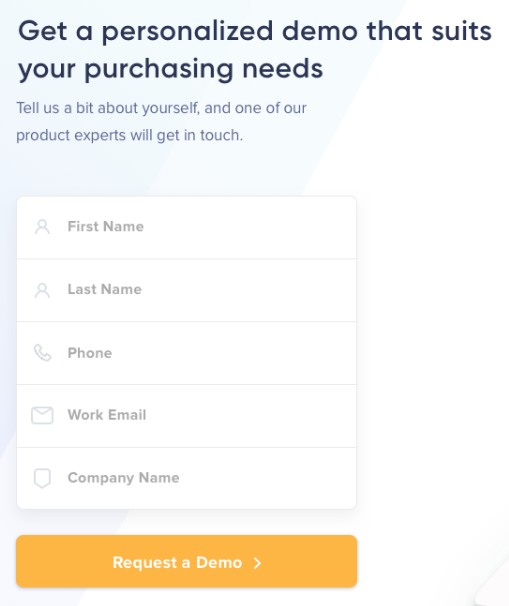 Get a personalized demo that suits
your purchasing needs
Tell us a bit about yourself, and one of our
product experts will get in touch.
First Name
Last Name
Phone
Work Email
Company Name
Request a Demo